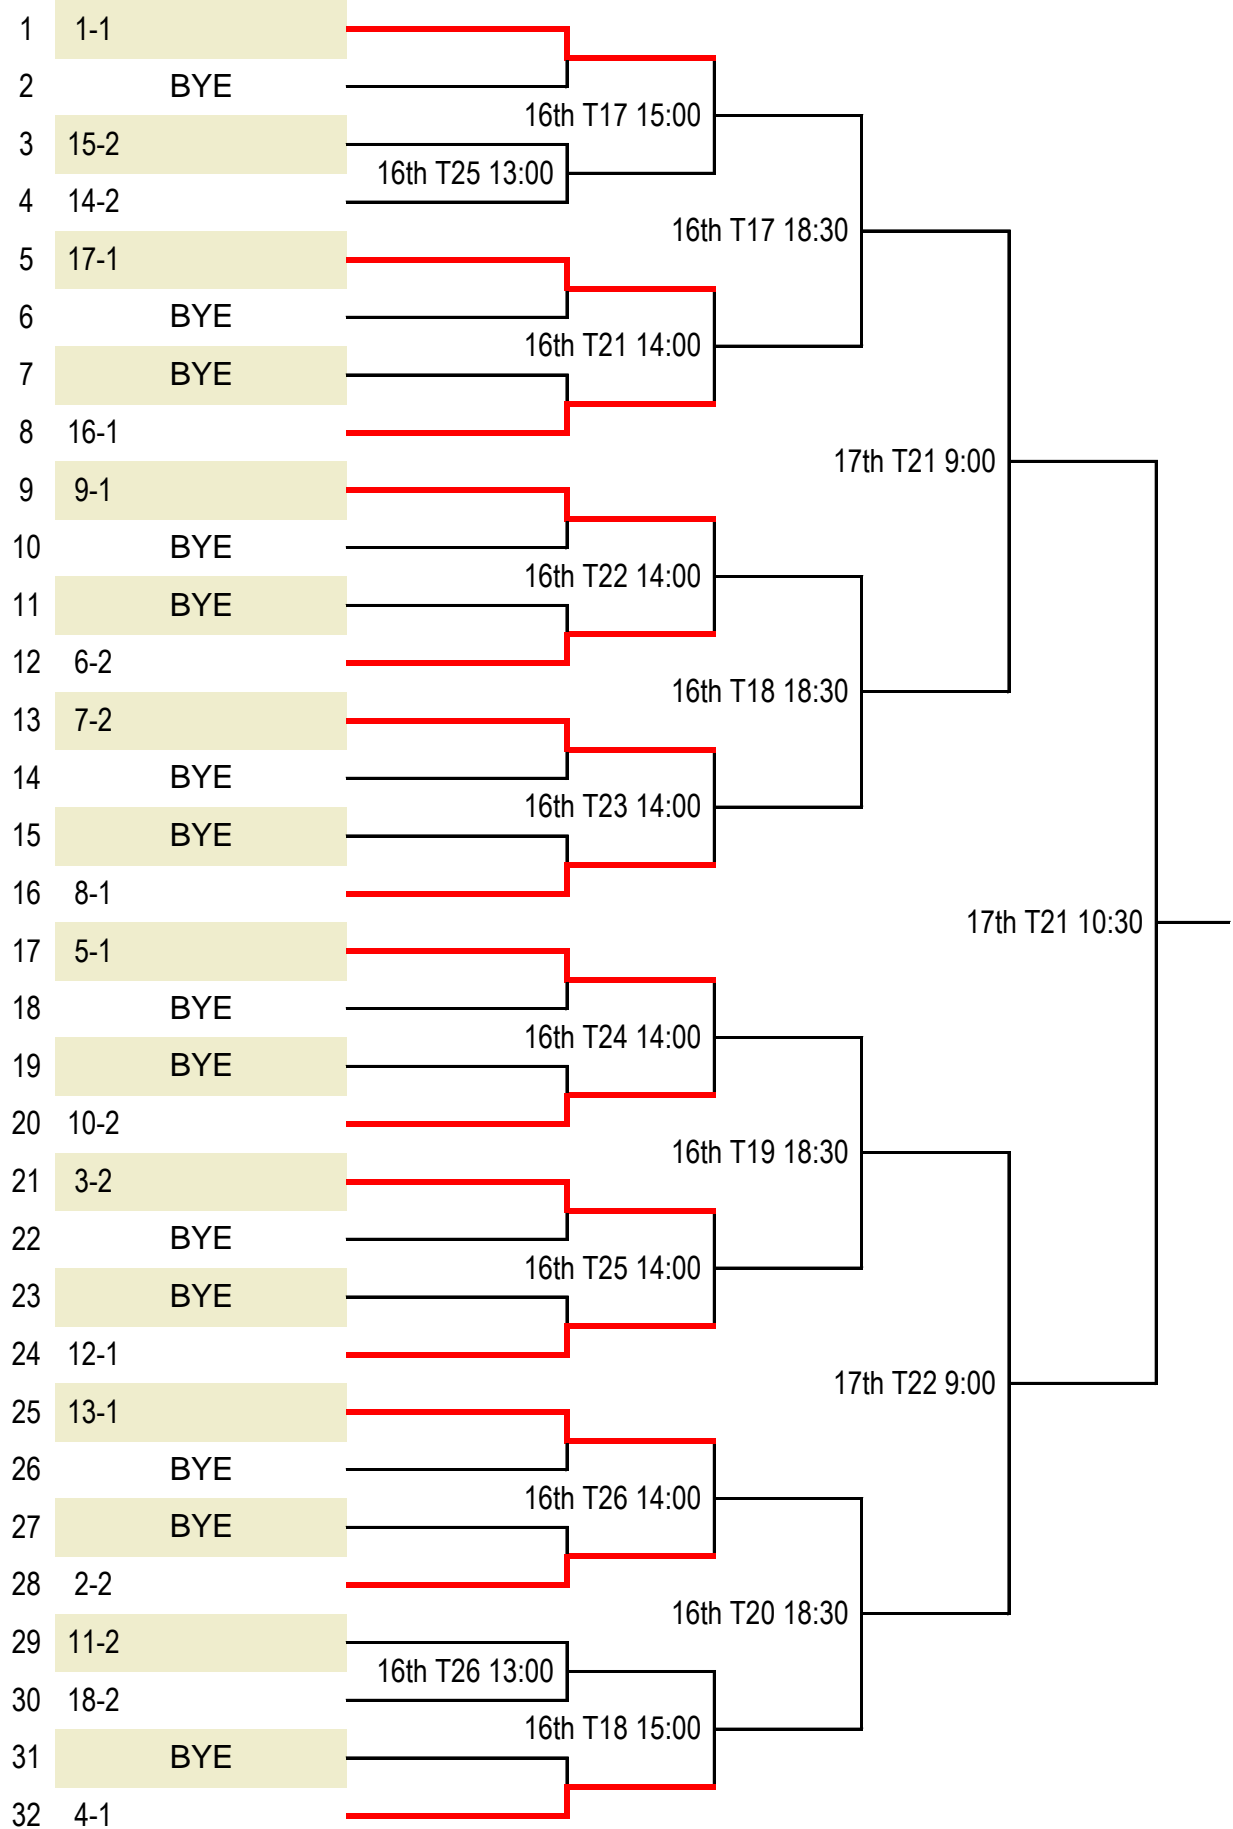 1 1-1
2 BYE
16th T17 15:00
3 15-2
16th T25 13:00
4 14-2
16th T17 18:30
5 17-1
6 BYE
16th T21 14:00
7 BYE
8 16-1
17th T21 9:00
9 9-1
10 BYE
16th T22 14:00
11 BYE
12 6-2
16th T18 18:30
13 7-2
14 BYE
16th T23 14:00
15 BYE
16 8-1
17th T21 10:30
17 5-1
18 BYE
16th T24 14:00
19 BYE
20 10-2
16th T19 18:30
21 3-2
22 BYE
16th T25 14:00
23 BYE
24 12-1
17th T22 9:00
25 13-1
26 BYE
16th T26 14:00
27 BYE
28 2-2
16th T20 18:30
29 11-2
16th T26 13:00
30 18-2
16th T18 15:00
31 BYE
32 4-1